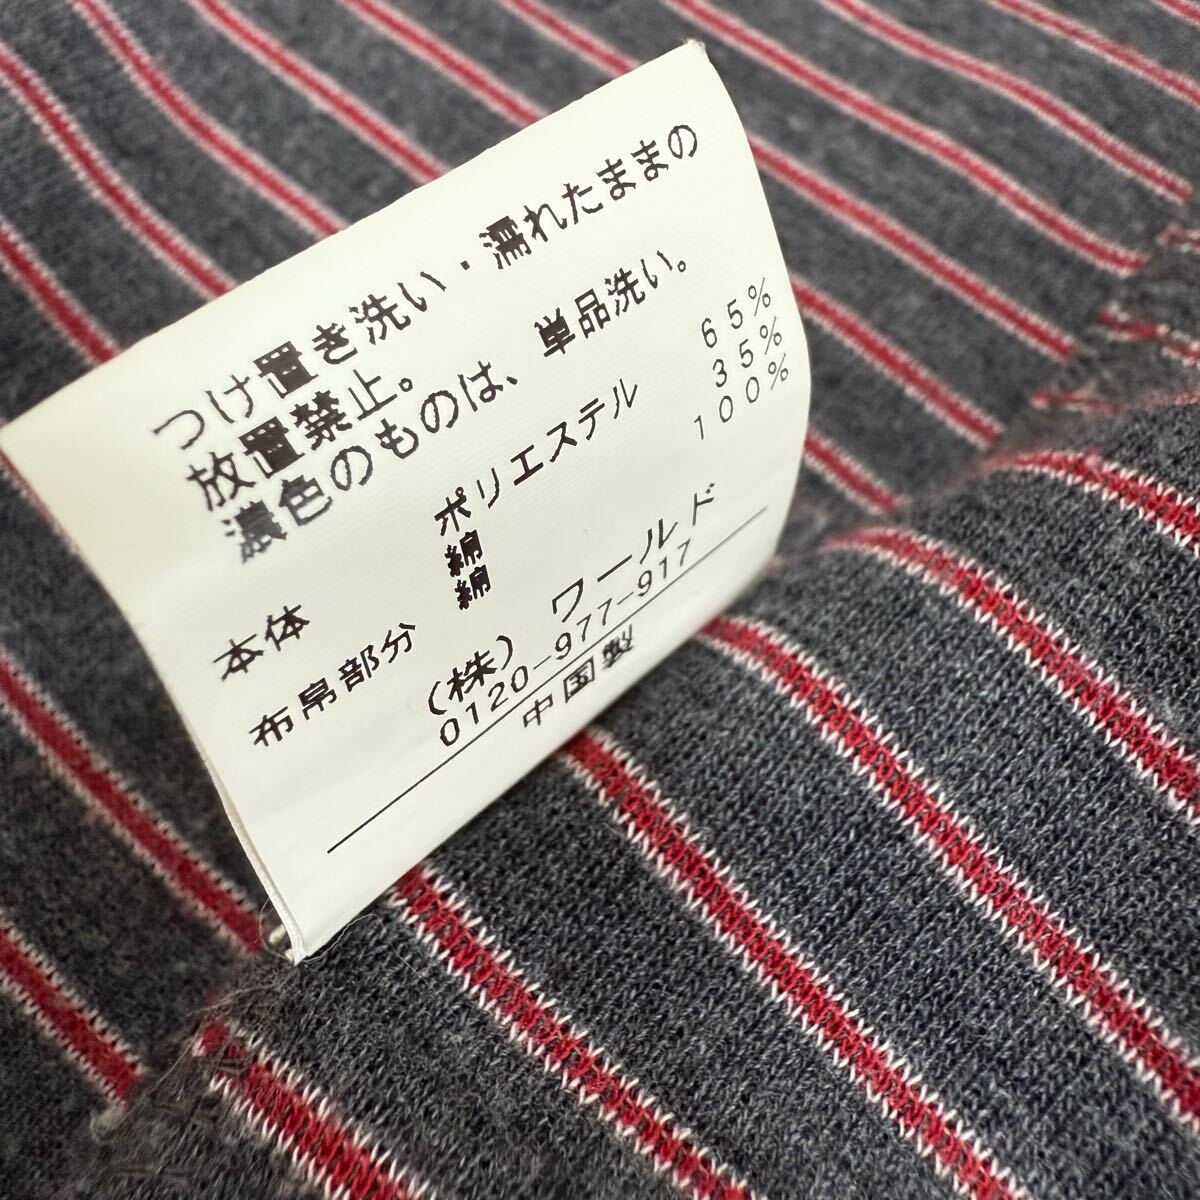 つけ置き洗い・濡れたままの
放置禁止。
濃色のものは、単品洗い。
本体 ポリエステル 65%
綿 35%
布帛部分 綿 100%
(株) ワールド
0120-977-917
中国製